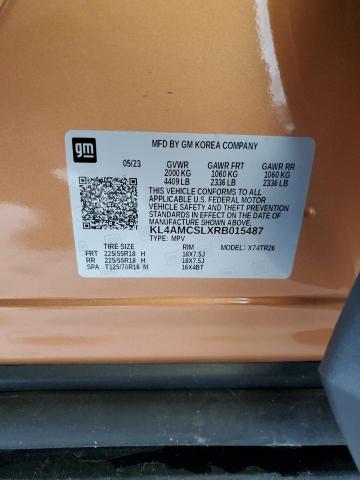 gm
MFD BY GM KOREA COMPANY
05/23 GVWR GAWR FRT GAWR RR
2000 KG 1060 KG 1060 KG
4409 LB 2336 LB 2336 LB
THIS VEHICLE CONFORMS TO ALL
APPLICABLE U.S. FEDERAL MOTOR
VEHICLE SAFETY AND THEFT
PREVENTION STANDARDS IN
EFFECT ON THE DATE OF
MANUFACTURE SHOWN ABOVE.
KL4AMCSLXRB015487
TYPE: MPV MODEL: X74TR26
TIRE SIZE RIM
FRT 225/55R18 H 18X7.5J
RR 225/55R18 H 18X7.5J
SPA T125/70R16 M 16X4BT